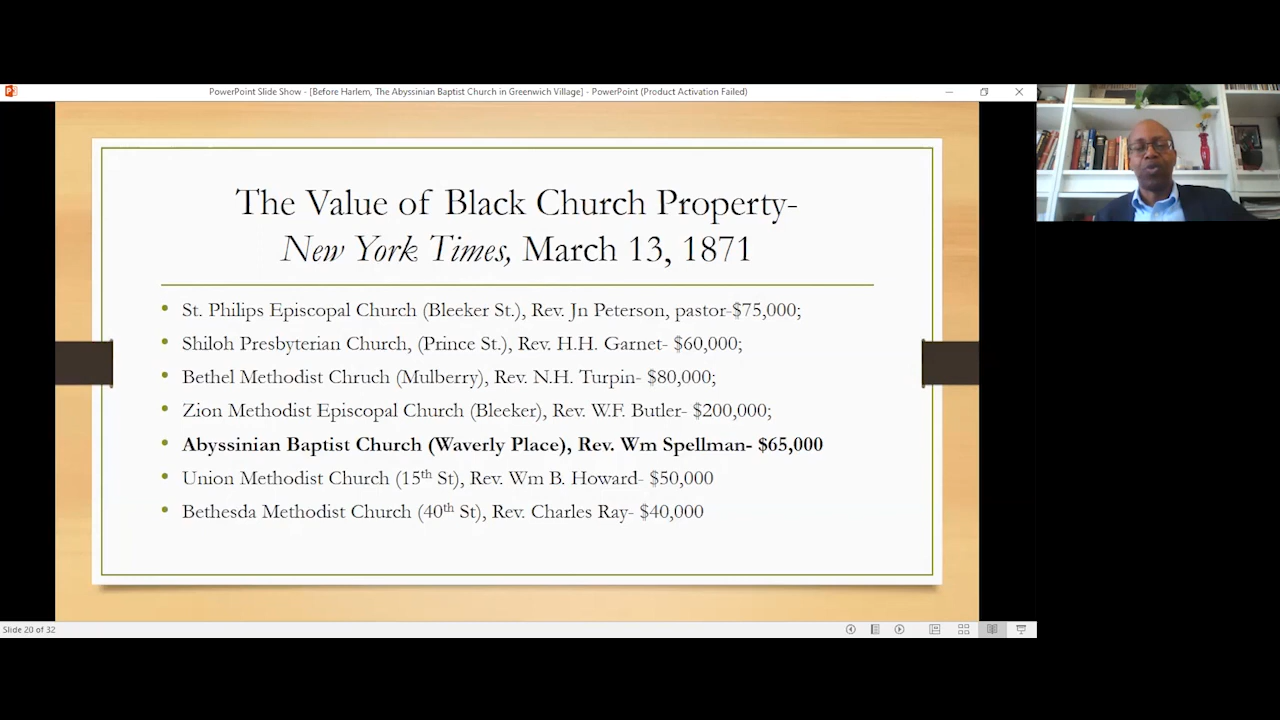 PowerPoint Slide Show - [Before Harlem, The Abyssinian Baptist Church in Greenwich Village] - PowerPoint (Product Activation Failed)
The Value of Black Church Property-
New York Times, March 13, 1871
• St. Philips Episcopal Church (Bleeker St.), Rev. Jn Peterson, pastor-$75,000;
• Shiloh Presbyterian Church, (Prince St.), Rev. H.H. Garnet- $60,000;
• Bethel Methodist Chruch (Mulberry), Rev. N.H. Turpin- $80,000;
• Zion Methodist Episcopal Church (Bleeker), Rev. W.F. Butler- $200,000;
• Abyssinian Baptist Church (Waverly Place), Rev. Wm Spellman- $65,000
• Union Methodist Church (15th St), Rev. Wm B. Howard- $50,000
• Bethesda Methodist Church (40th St), Rev. Charles Ray- $40,000
Slide 20 of 32